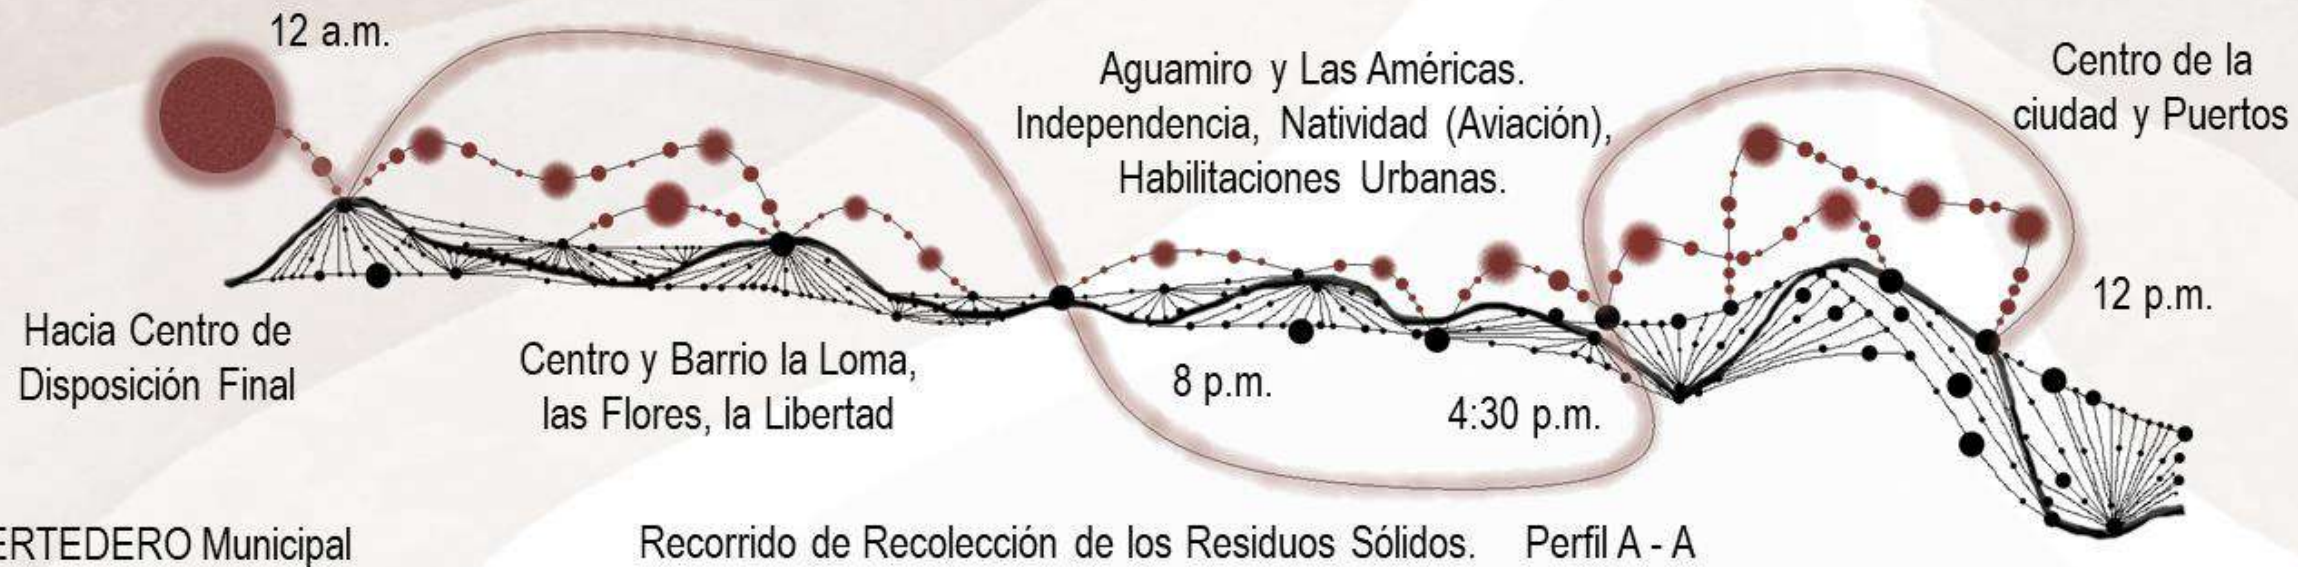 12 a.m.
Aguamiro y Las Américas.
Independencia, Natividad (Aviación),
Habilitaciones Urbanas.
Centro de la
ciudad y Puertos
12 p.m.
Hacia Centro de
Disposición Final
Centro y Barrio la Loma,
las Flores, la Libertad
8 p.m.
4:30 p.m.
ERTEDERO Municipal
Recorrido de Recolección de los Residuos Sólidos. Perfil A - A